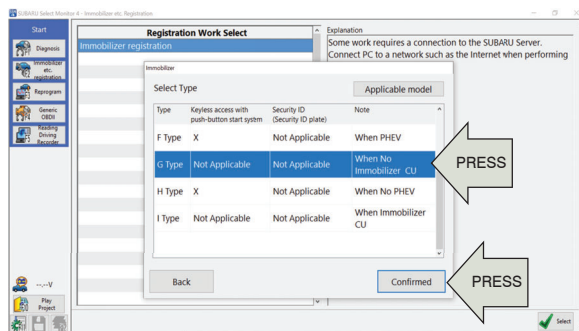 SUBARU Select Monitor 4 - Immobilizer etc. Registration
Start
Diagnosis
Immobilizer
etc.
registration
Reprogram
Generic
OBDII
Reading
Driving
Recorder
--.--V
Play
Project
Registration Work Select
Immobilizer registration
Explanation
Some work requires a connection to the SUBARU Server.
Connect PC to a network such as the Internet when performing
Immobilizer
Select Type
Applicable model
Type Keyless access with push-button start system Security ID (Security ID plate) Note
F Type X Not Applicable When PHEV
G Type Not Applicable Not Applicable When No Immobilizer CU
H Type X Not Applicable When No PHEV
I Type Not Applicable Not Applicable When Immobilizer CU
Back
Confirmed
PRESS
PRESS
Select